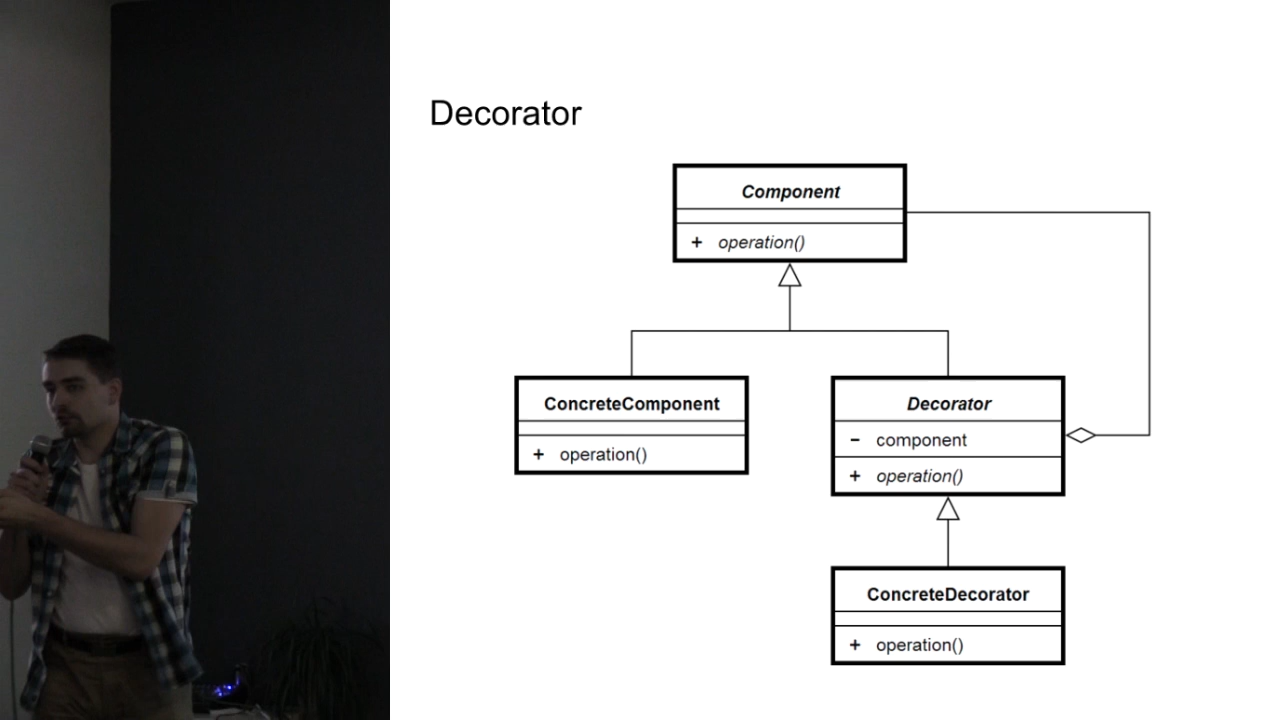 Decorator
Component
+ operation()
ConcreteComponent
+ operation()
Decorator
- component
+ operation()
ConcreteDecorator
+ operation()